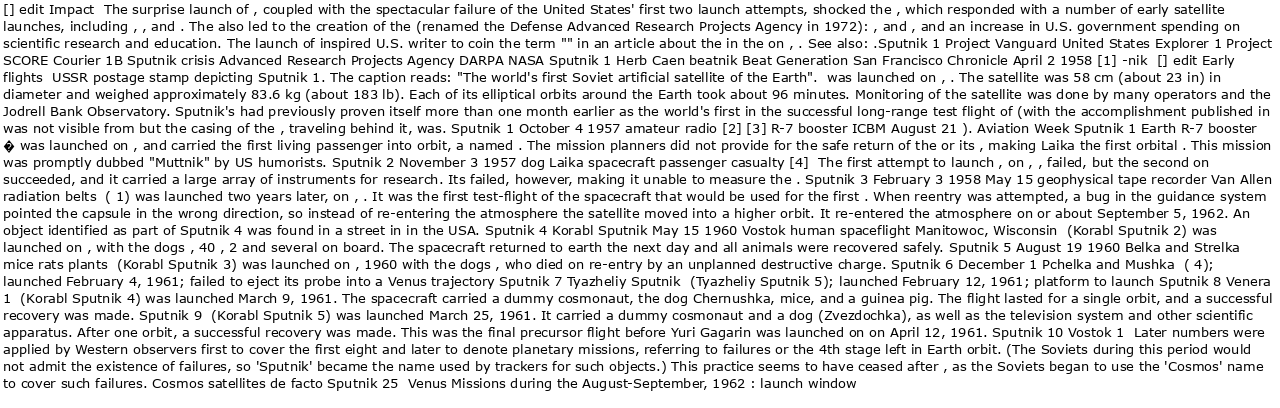 [] edit Impact  The surprise launch of , coupled with the spectacular failure of the United States' first two launch attempts, shocked the , which responded with a number of early satellite
launches, including , , and . The also led to the creation of the (renamed the Defense Advanced Research Projects Agency in 1972): , and , and an increase in U.S. government spending on
scientific research and education. The launch of inspired U.S. writer to coin the term "" in an article about the in the on , . See also: .Sputnik 1 Project Vanguard United States Explorer 1 Project
SCORE Courier 1B Sputnik crisis Advanced Research Projects Agency DARPA NASA Sputnik 1 Herb Caen beatnik Beat Generation San Francisco Chronicle April 2 1958 [1] -nik  [] edit Early
flights  USSR postage stamp depicting Sputnik 1. The caption reads: "The world's first Soviet artificial satellite of the Earth".  was launched on , . The satellite was 58 cm (about 23 in) in
diameter and weighed approximately 83.6 kg (about 183 lb). Each of its elliptical orbits around the Earth took about 96 minutes. Monitoring of the satellite was done by many operators and the
Jodrell Bank Observatory. Sputnik's had previously proven itself more than one month earlier as the world's first in the successful long-range test flight of (with the accomplishment published in
was not visible from but the casing of the , traveling behind it, was. Sputnik 1 October 4 1957 amateur radio [2] [3] R-7 booster ICBM August 21 ). Aviation Week Sputnik 1 Earth R-7 booster
� was launched on , and carried the first living passenger into orbit, a named . The mission planners did not provide for the safe return of the or its , making Laika the first orbital . This mission
was promptly dubbed "Muttnik" by US humorists. Sputnik 2 November 3 1957 dog Laika spacecraft passenger casualty [4]  The first attempt to launch , on , , failed, but the second on
succeeded, and it carried a large array of instruments for research. Its failed, however, making it unable to measure the . Sputnik 3 February 3 1958 May 15 geophysical tape recorder Van Allen
radiation belts  ( 1) was launched two years later, on , . It was the first test-flight of the spacecraft that would be used for the first . When reentry was attempted, a bug in the guidance system
pointed the capsule in the wrong direction, so instead of re-entering the atmosphere the satellite moved into a higher orbit. It re-entered the atmosphere on or about September 5, 1962. An
object identified as part of Sputnik 4 was found in a street in in the USA. Sputnik 4 Korabl Sputnik May 15 1960 Vostok human spaceflight Manitowoc, Wisconsin  (Korabl Sputnik 2) was
launched on , with the dogs , 40 , 2 and several on board. The spacecraft returned to earth the next day and all animals were recovered safely. Sputnik 5 August 19 1960 Belka and Strelka
mice rats plants  (Korabl Sputnik 3) was launched on , 1960 with the dogs , who died on re-entry by an unplanned destructive charge. Sputnik 6 December 1 Pchelka and Mushka  ( 4);
launched February 4, 1961; failed to eject its probe into a Venus trajectory Sputnik 7 Tyazheliy Sputnik  (Tyazheliy Sputnik 5); launched February 12, 1961; platform to launch Sputnik 8 Venera
1  (Korabl Sputnik 4) was launched March 9, 1961. The spacecraft carried a dummy cosmonaut, the dog Chernushka, mice, and a guinea pig. The flight lasted for a single orbit, and a successful
recovery was made. Sputnik 9  (Korabl Sputnik 5) was launched March 25, 1961. It carried a dummy cosmonaut and a dog (Zvezdochka), as well as the television system and other scientific
apparatus. After one orbit, a successful recovery was made. This was the final precursor flight before Yuri Gagarin was launched on on April 12, 1961. Sputnik 10 Vostok 1  Later numbers were
applied by Western observers first to cover the first eight and later to denote planetary missions, referring to failures or the 4th stage left in Earth orbit. (The Soviets during this period would
not admit the existence of failures, so 'Sputnik' became the name used by trackers for such objects.) This practice seems to have ceased after , as the Soviets began to use the 'Cosmos' name
to cover such failures. Cosmos satellites de facto Sputnik 25  Venus Missions during the August-September, 1962 : launch window